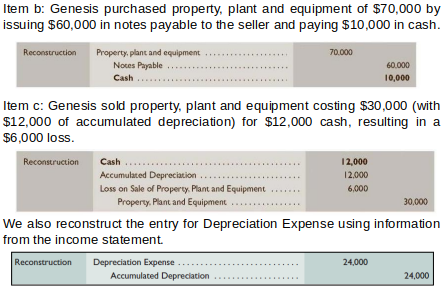 Item b: Genesis purchased property, plant and equipment of $70,000 by
issuing $60,000 in notes payable to the seller and paying $10,000 in cash.
Reconstruction Property, plant and equipment .................... 70,000
Notes Payable .................... 60,000
Cash .................... 10,000
Item c: Genesis sold property, plant and equipment costing $30,000 (with
$12,000 of accumulated depreciation) for $12,000 cash, resulting in a
$6,000 loss.
Reconstruction Cash .................... 12,000
Accumulated Depreciation .................... 12,000
Loss on Sale of Property, Plant and Equipment ....... 6,000
Property, Plant and Equipment .................... 30,000
We also reconstruct the entry for Depreciation Expense using information
from the income statement.
Reconstruction Depreciation Expense .................... 24,000
Accumulated Depreciation .................... 24,000